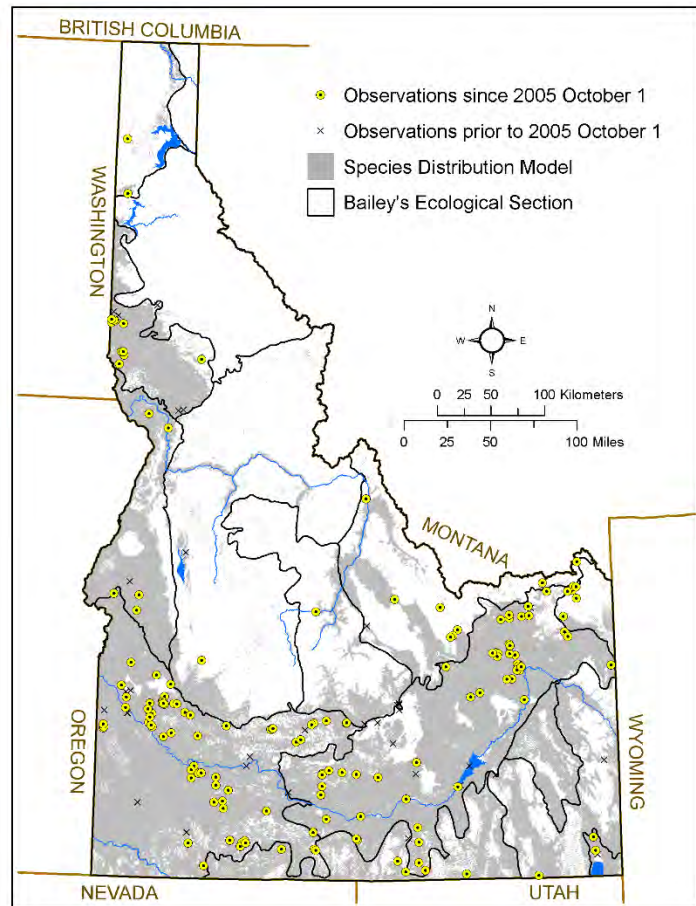 BRITISH COLUMBIA
Observations since 2005 October 1
Observations prior to 2005 October 1
Species Distribution Model
Bailey's Ecological Section
WASHINGTON
N
W E
S
0 25 50 100 Kilometers
0 25 50 100 Miles
MONTANA
OREGON
WYOMING
NEVADA
UTAH